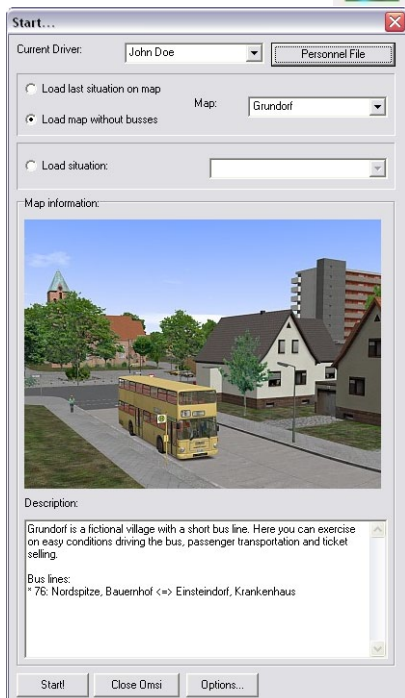 Start...
Current Driver: John Doe Personnel File
Load last situation on map
Map: Grundorf
Load map without busses
Load situation:
Map information:
Description:
Grundorf is a fictional village with a short bus line. Here you can exercise
on easy conditions driving the bus, passenger transportation and ticket
selling.
Bus lines:
* 76: Nordspitze, Bauernhof <=> Einsteindorf, Krankenhaus
Start! Close Omsi Options...